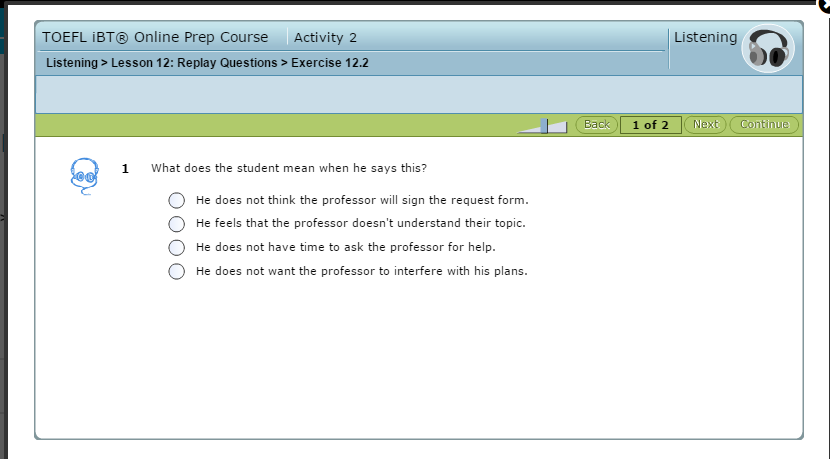 TOEFL iBT® Online Prep Course Activity 2 Listening
Listening > Lesson 12: Replay Questions > Exercise 12.2
Back 1 of 2 Next Continue
1 What does the student mean when he says this?
He does not think the professor will sign the request form.
He feels that the professor doesn't understand their topic.
He does not have time to ask the professor for help.
He does not want the professor to interfere with his plans.